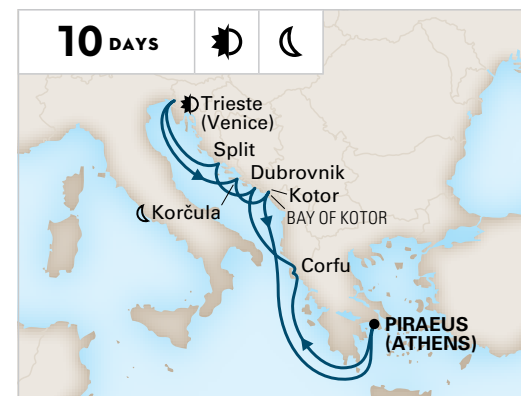 10 DAYS
Trieste
(Venice)
Split
Dubrovnik
Kotor
BAY OF KOTOR
Korčula
Corfu
PIRAEUS
(ATHENS)